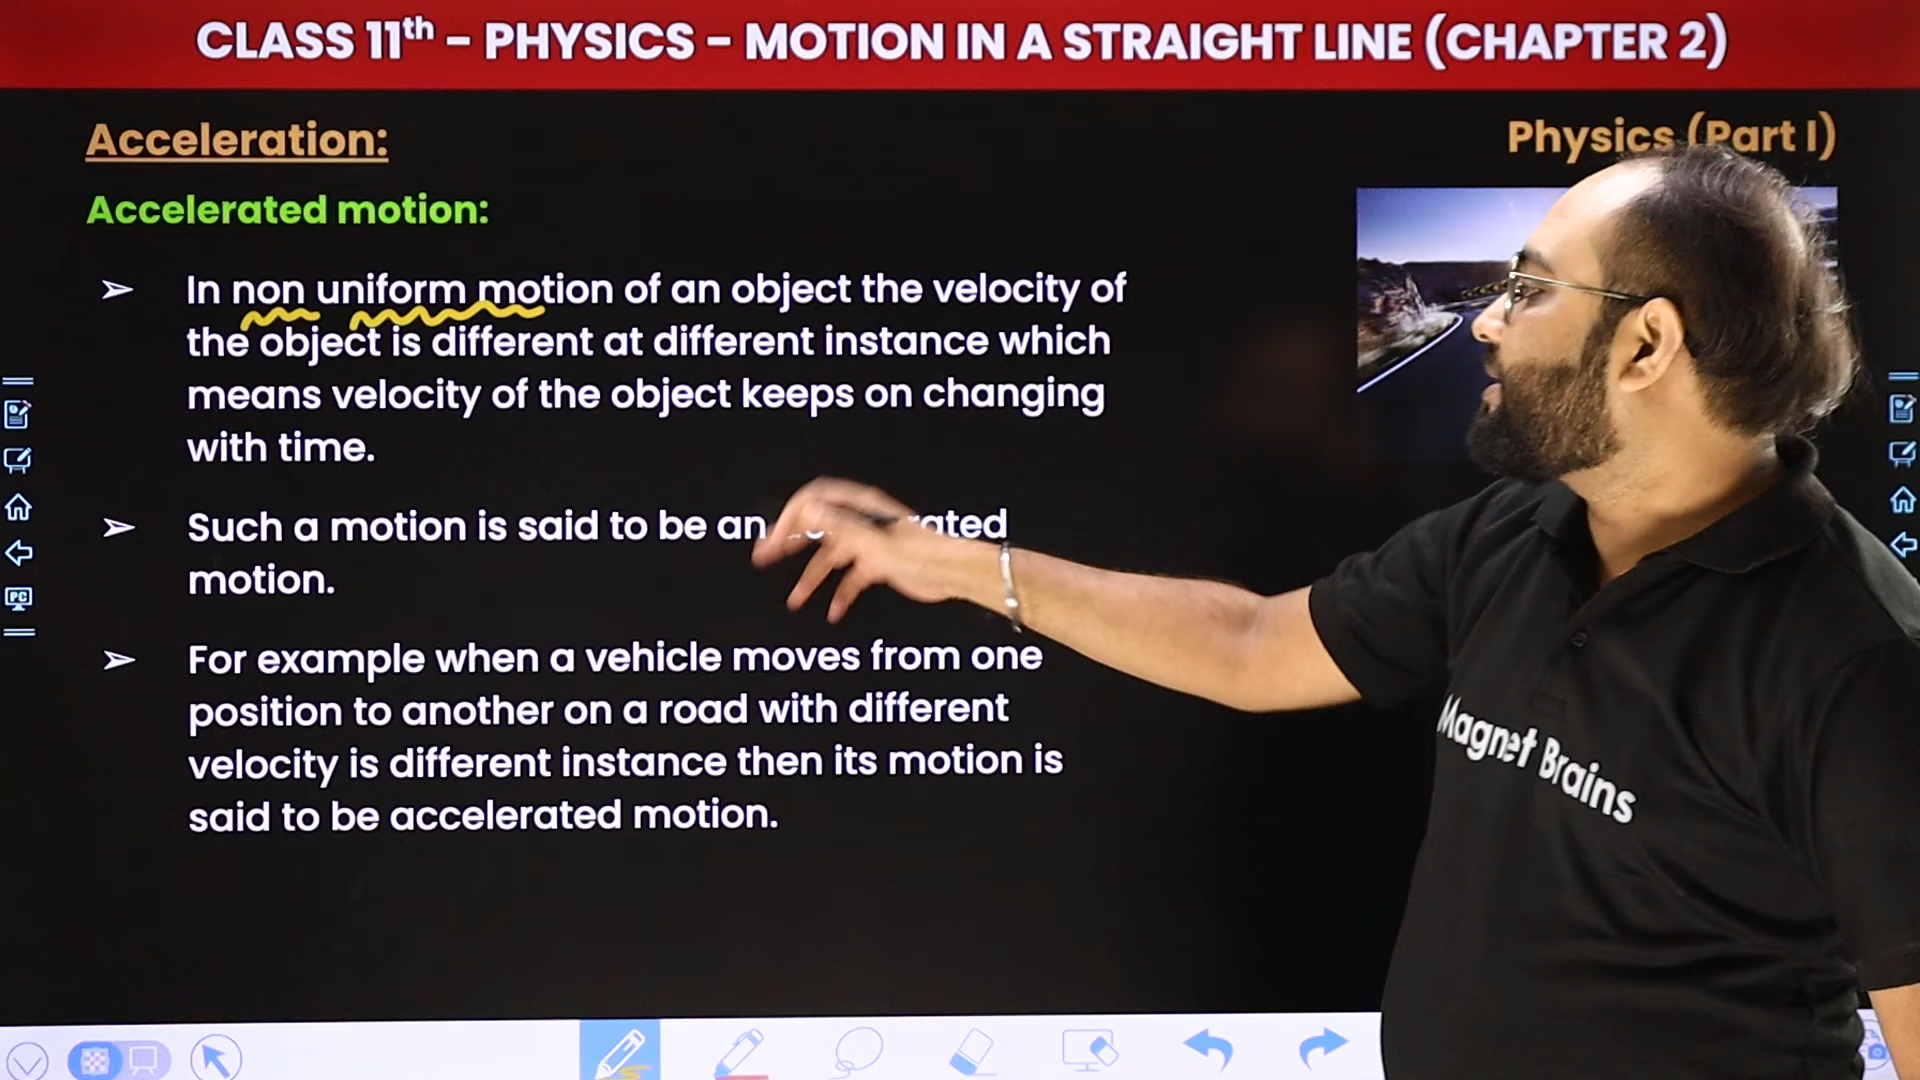 CLASS 11th - PHYSICS - MOTION IN A STRAIGHT LINE (CHAPTER 2)
Acceleration:
Physics (Part I)
Accelerated motion:
➢ In non uniform motion of an object the velocity of
the object is different at different instance which
means velocity of the object keeps on changing
with time.
➢ Such a motion is said to be an
motion.
➢ For example when a vehicle moves from one
position to another on a road with different
velocity is different instance then its motion is
said to be accelerated motion.
Magnet Brains
PC